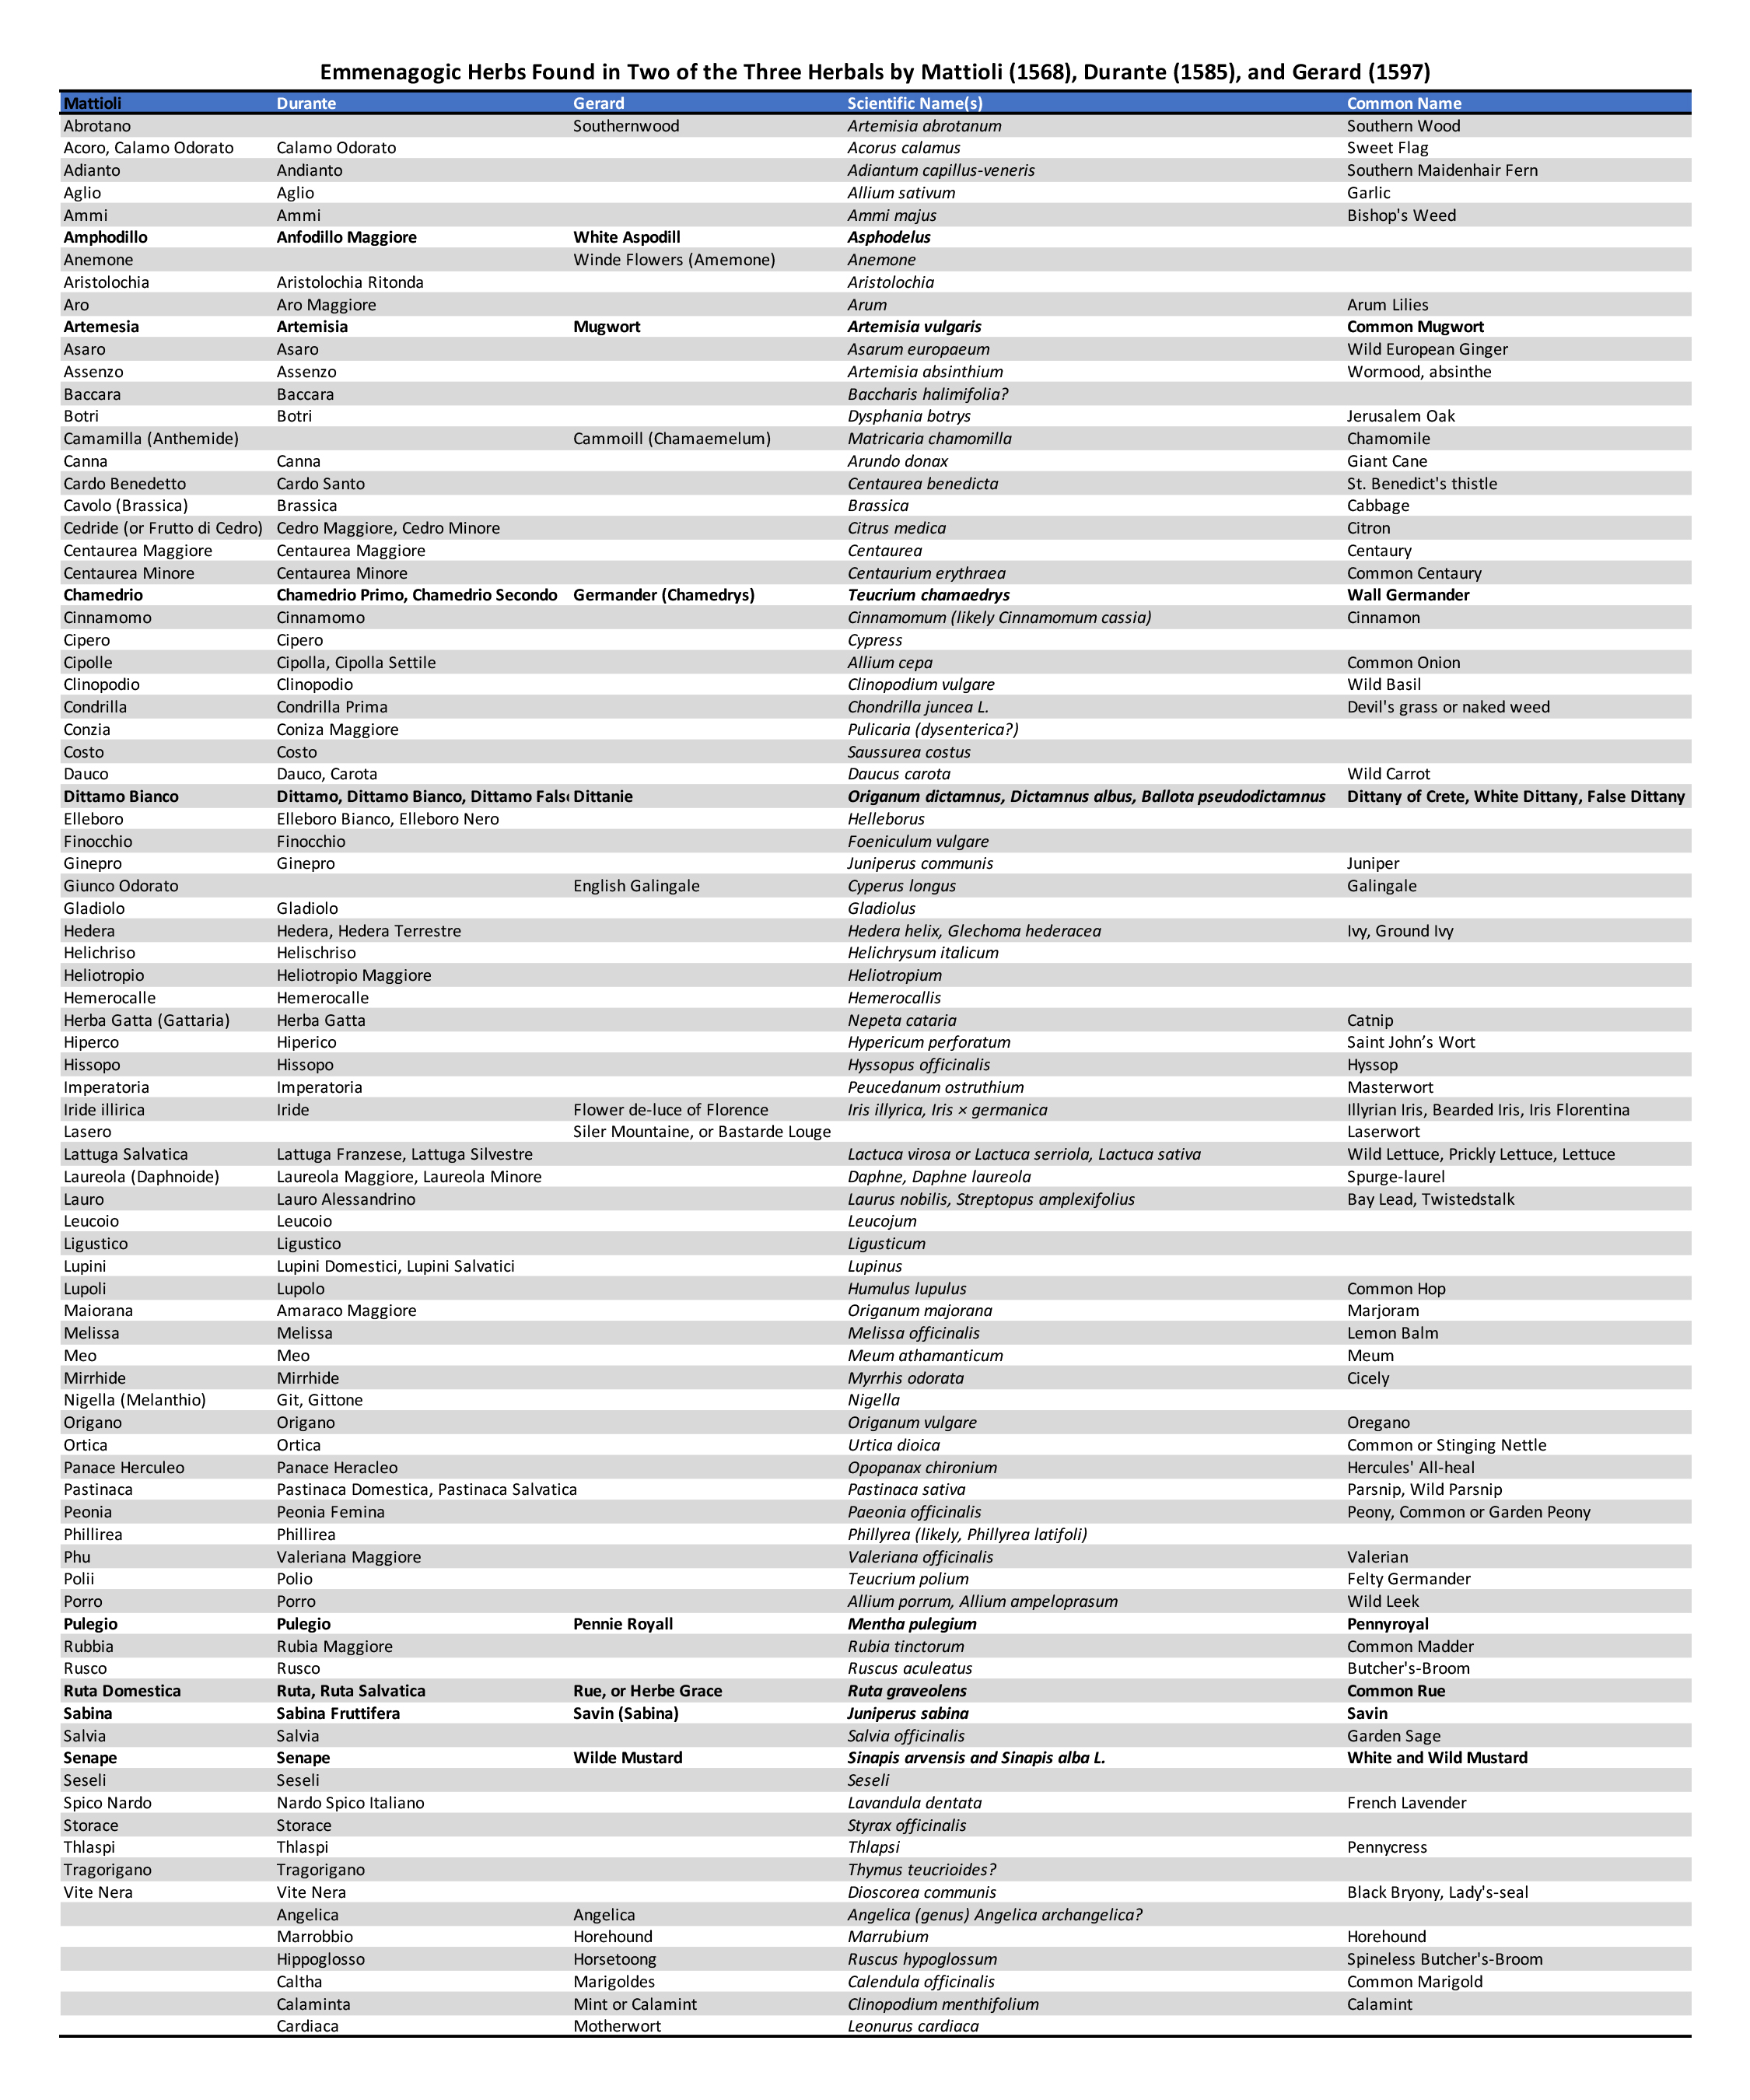 Emmenagogic Herbs Found in Two of the Three Herbals by Mattioli (1568), Durante (1585), and Gerard (1597)
Mattioli Durante Gerard Scientific Name(s) Common Name
Abrotano Southernwood Artemisia abrotanum Southern Wood
Acoro, Calamo Odorato Calamo Odorato Acorus calamus Sweet Flag
Adianto Andianto Adiantum capillus-veneris Southern Maidenhair Fern
Aglio Aglio Allium sativum Garlic
Ammi Ammi Ammi majus Bishop's Weed
Amphodillo Anfodillo Maggiore White Aspodill Asphodelus
Anemone Winde Flowers (Amemone) Anemone
Aristolochia Aristolochia Ritonda Aristolochia
Aro Aro Maggiore Arum Arum Lilies
Artemesia Artemisia Mugwort Artemisia vulgaris Common Mugwort
Asaro Asaro Asarum europaeum Wild European Ginger
Assenzo Assenzo Artemisia absinthium Wormood, absinthe
Baccara Baccara Baccharis halimifolia?
Botri Botri Dysphania botrys Jerusalem Oak
Camamilla (Anthemide) Cammoill (Chamaemelum) Matricaria chamomilla Chamomile
Canna Canna Arundo donax Giant Cane
Cardo Benedetto Cardo Santo Centaurea benedicta St. Benedict's thistle
Cavolo (Brassica) Brassica Brassica Cabbage
Cedride (or Frutto di Cedro) Cedro Maggiore, Cedro Minore Citrus medica Citron
Centaurea Maggiore Centaurea Maggiore Centaurea Centaury
Centaurea Minore Centaurea Minore Centaurium erythraea Common Centaury
Chamedrio Chamedrio Primo, Chamedrio Secondo Germander (Chamedrys) Teucrium chamaedrys Wall Germander
Cinnamomo Cinnamomo Cinnamomum (likely Cinnamomum cassia) Cinnamon
Cipero Cipero Cypress
Cipolle Cipolla, Cipolla Settile Allium cepa Common Onion
Clinopodio Clinopodio Clinopodium vulgare Wild Basil
Condrilla Condrilla Prima Chondrilla juncea L. Devil's grass or naked weed
Conzia Coniza Maggiore Pulicaria (dysenterica?)
Costo Costo Saussurea costus
Dauco Dauco, Carota Daucus carota Wild Carrot
Dittamo Bianco Dittamo, Dittamo Bianco, Dittamo Fals Dittanie Origanum dictamnus, Dictamnus albus, Ballota pseudodictamnus Dittany of Crete, White Dittany, False Dittany
Elleboro Elleboro Bianco, Elleboro Nero Helleborus
Finocchio Finocchio Foeniculum vulgare
Ginepro Ginepro Juniperus communis Juniper
Giunco Odorato English Galingale Cyperus longus Galingale
Gladiolo Gladiolo Gladiolus
Hedera Hedera, Hedera Terrestre Hedera helix, Glechoma hederacea Ivy, Ground Ivy
Helichriso Helischriso Helichrysum italicum
Heliotropio Heliotropio Maggiore Heliotropium
Hemerocalle Hemerocalle Hemerocallis
Herba Gatta (Gattaria) Herba Gatta Nepeta cataria Catnip
Hiperco Hiperico Hypericum perforatum Saint John’s Wort
Hissopo Hissopo Hyssopus officinalis Hyssop
Imperatoria Imperatoria Peucedanum ostruthium Masterwort
Iride illirica Iride Flower de-luce of Florence Iris illyrica, Iris × germanica Illyrian Iris, Bearded Iris, Iris Florentina
Lasero Siler Mountaine, or Bastarde Louge Laserwort
Lattuga Salvatica Lattuga Franzese, Lattuga Silvestre Lactuca virosa or Lactuca serriola, Lactuca sativa Wild Lettuce, Prickly Lettuce, Lettuce
Laureola (Daphnoide) Laureola Maggiore, Laureola Minore Daphne, Daphne laureola Spurge-laurel
Lauro Lauro Alessandrino Laurus nobilis, Streptopus amplexifolius Bay Lead, Twistedstalk
Leucoio Leucoio Leucojum
Ligustico Ligustico Ligusticum
Lupini Lupini Domestici, Lupini Salvatici Lupinus
Lupoli Lupolo Humulus lupulus Common Hop
Maiorana Amaraco Maggiore Origanum majorana Marjoram
Melissa Melissa Melissa officinalis Lemon Balm
Meo Meo Meum athamanticum Meum
Mirrhide Mirrhide Myrrhis odorata Cicely
Nigella (Melanthio) Git, Gittone Nigella
Origano Origano Origanum vulgare Oregano
Ortica Ortica Urtica dioica Common or Stinging Nettle
Panace Herculeo Panace Heracleo Opopanax chironium Hercules' All-heal
Pastinaca Pastinaca Domestica, Pastinaca Salvatica Pastinaca sativa Parsnip, Wild Parsnip
Peonia Peonia Femina Paeonia officinalis Peony, Common or Garden Peony
Phillirea Phillirea Phillyrea (likely, Phillyrea latifoli)
Phu Valeriana Maggiore Valeriana officinalis Valerian
Polii Polio Teucrium polium Felty Germander
Porro Porro Allium porrum, Allium ampeloprasum Wild Leek
Pulegio Pulegio Pennie Royall Mentha pulegium Pennyroyal
Rubbia Rubia Maggiore Rubia tinctorum Common Madder
Rusco Rusco Ruscus aculeatus Butcher's-Broom
Ruta Domestica Ruta, Ruta Salvatica Rue, or Herbe Grace Ruta graveolens Common Rue
Sabina Sabina Fruttifera Savin (Sabina) Juniperus sabina Savin
Salvia Salvia Salvia officinalis Garden Sage
Senape Senape Wilde Mustard Sinapis arvensis and Sinapis alba L. White and Wild Mustard
Seseli Seseli Seseli
Spico Nardo Nardo Spico Italiano Lavandula dentata French Lavender
Storace Storace Styrax officinalis
Thlaspi Thlaspi Thlapsi Pennycress
Tragorigano Tragorigano Thymus teucrioides?
Vite Nera Vite Nera Dioscorea communis Black Bryony, Lady's-seal
Angelica Angelica Angelica (genus) Angelica archangelica?
Marrobbio Horehound Marrubium Horehound
Hippoglosso Horsetoong Ruscus hypoglossum Spineless Butcher's-Broom
Caltha Marigoldes Calendula officinalis Common Marigold
Calaminta Mint or Calamint Clinopodium menthifolium Calamint
Cardiaca Motherwort Leonurus cardiaca